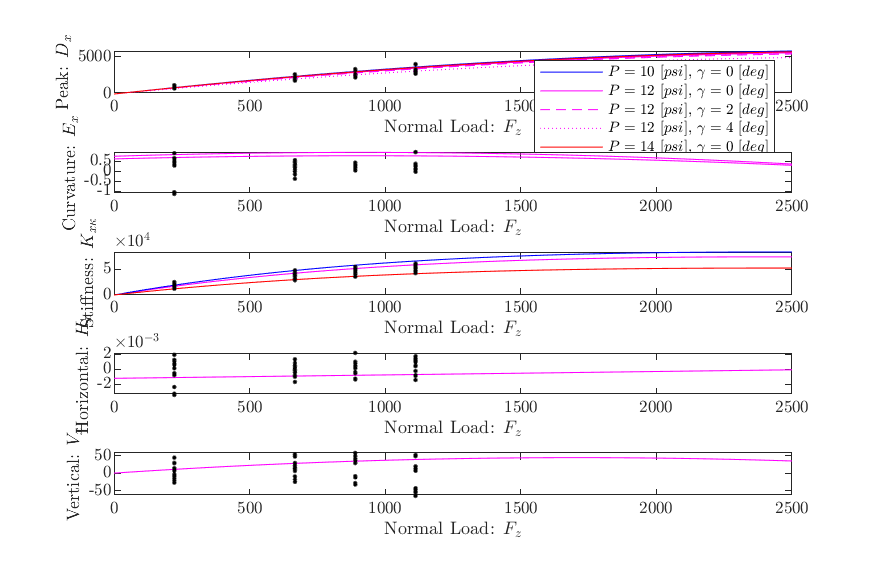 Peak: D_x
5000
0
0 500 1000 1500 2500
Normal Load: F_z
P = 10 [psi], γ = 0 [deg]
P = 12 [psi], γ = 0 [deg]
P = 12 [psi], γ = 2 [deg]
P = 12 [psi], γ = 4 [deg]
P = 14 [psi], γ = 0 [deg]
Curvature: E_x
0.5
0
-0.5
-1
0 500 1000 1500 2000 2500
Normal Load: F_z
Stiffness: K_xκ
×10^4
5
0
0 500 1000 1500 2000 2500
Normal Load: F_z
Horizontal: H
×10^-3
2
0
-2
0 500 1000 1500 2000 2500
Normal Load: F_z
Vertical: V
50
0
-50
0 500 1000 1500 2000 2500
Normal Load: F_z